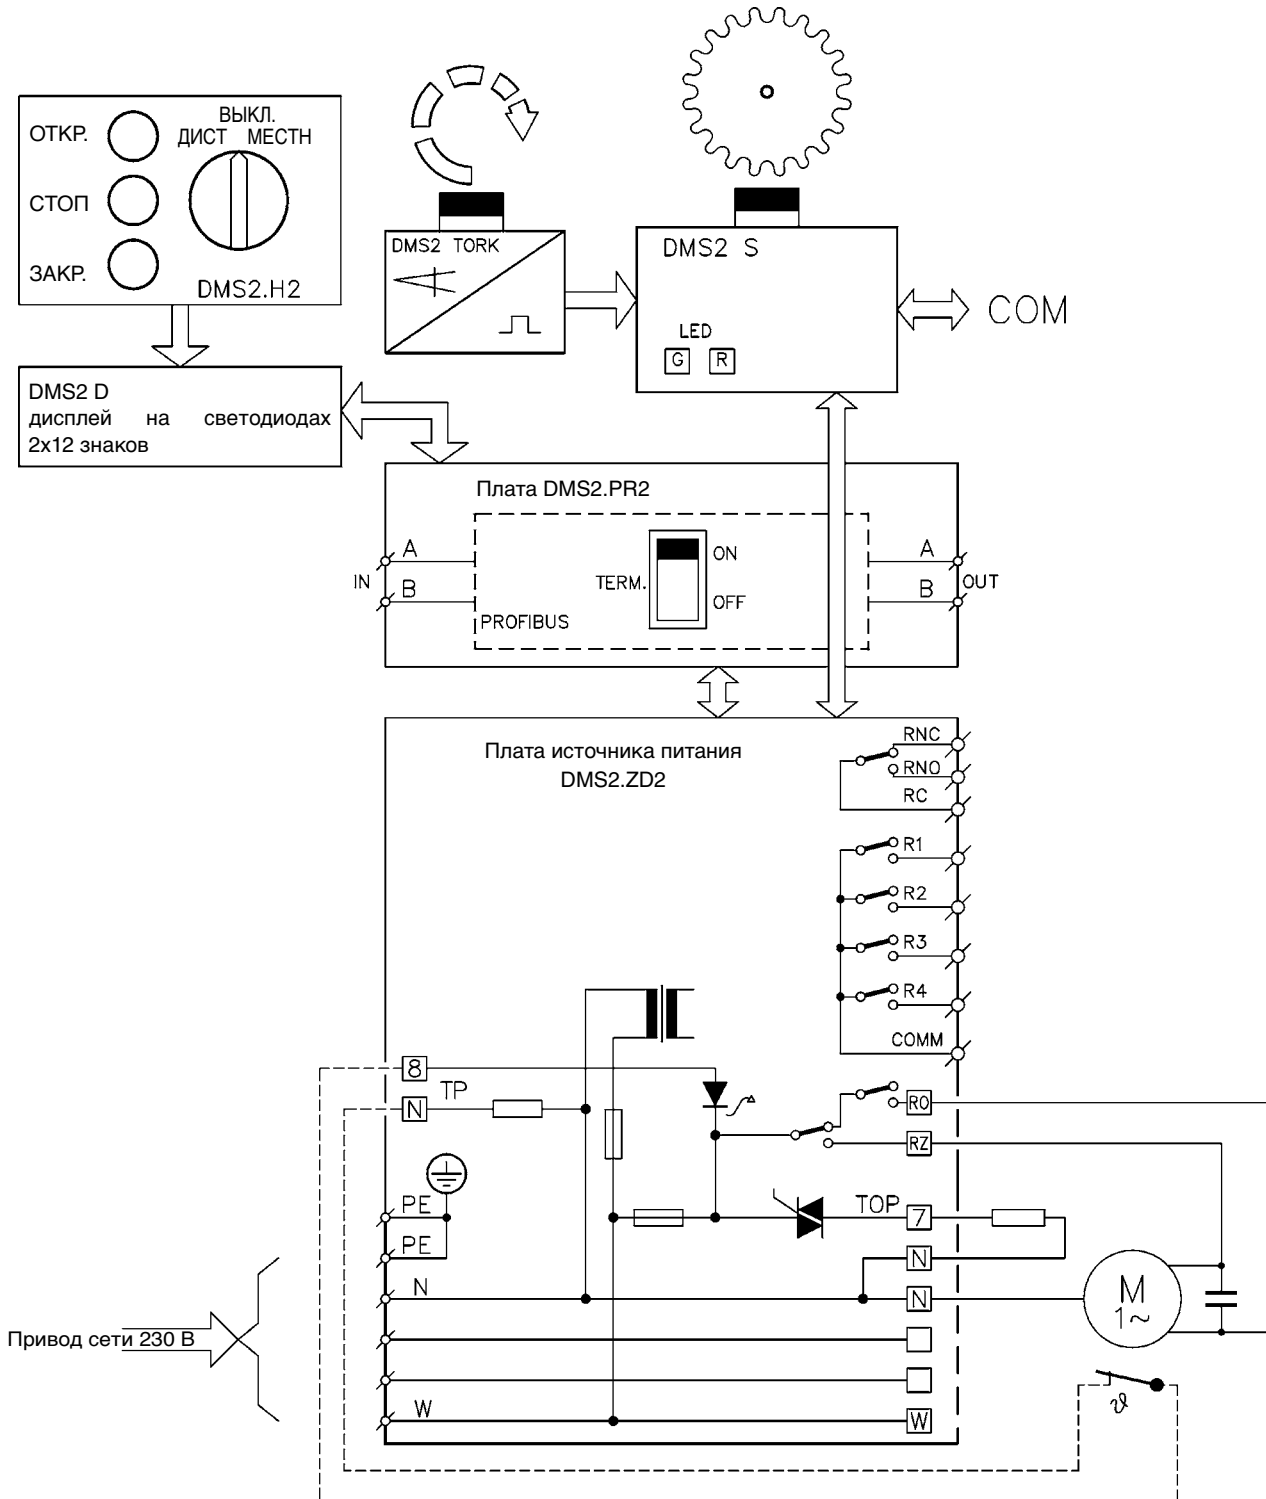 ОТКР.
СТОП
ЗАКР.
ВЫКЛ.
ДИСТ МЕСТН
DMS2.H2
DMS2 TORK
DMS2 S
LED
G R
COM
DMS2 D
дисплей на светодиодах
2x12 знаков
Плата DMS2.PR2
IN
A
B
TERM.
ON
OFF
PROFIBUS
A
B
OUT
Плата источника питания
DMS2.ZD2
RNC
RNO
RC
R1
R2
R3
R4
COMM
8
TP
N
RO
RZ
PE
PE
TOP
7
N
N
N
M
1~
Привод сети 230 В
W
W
ϑ